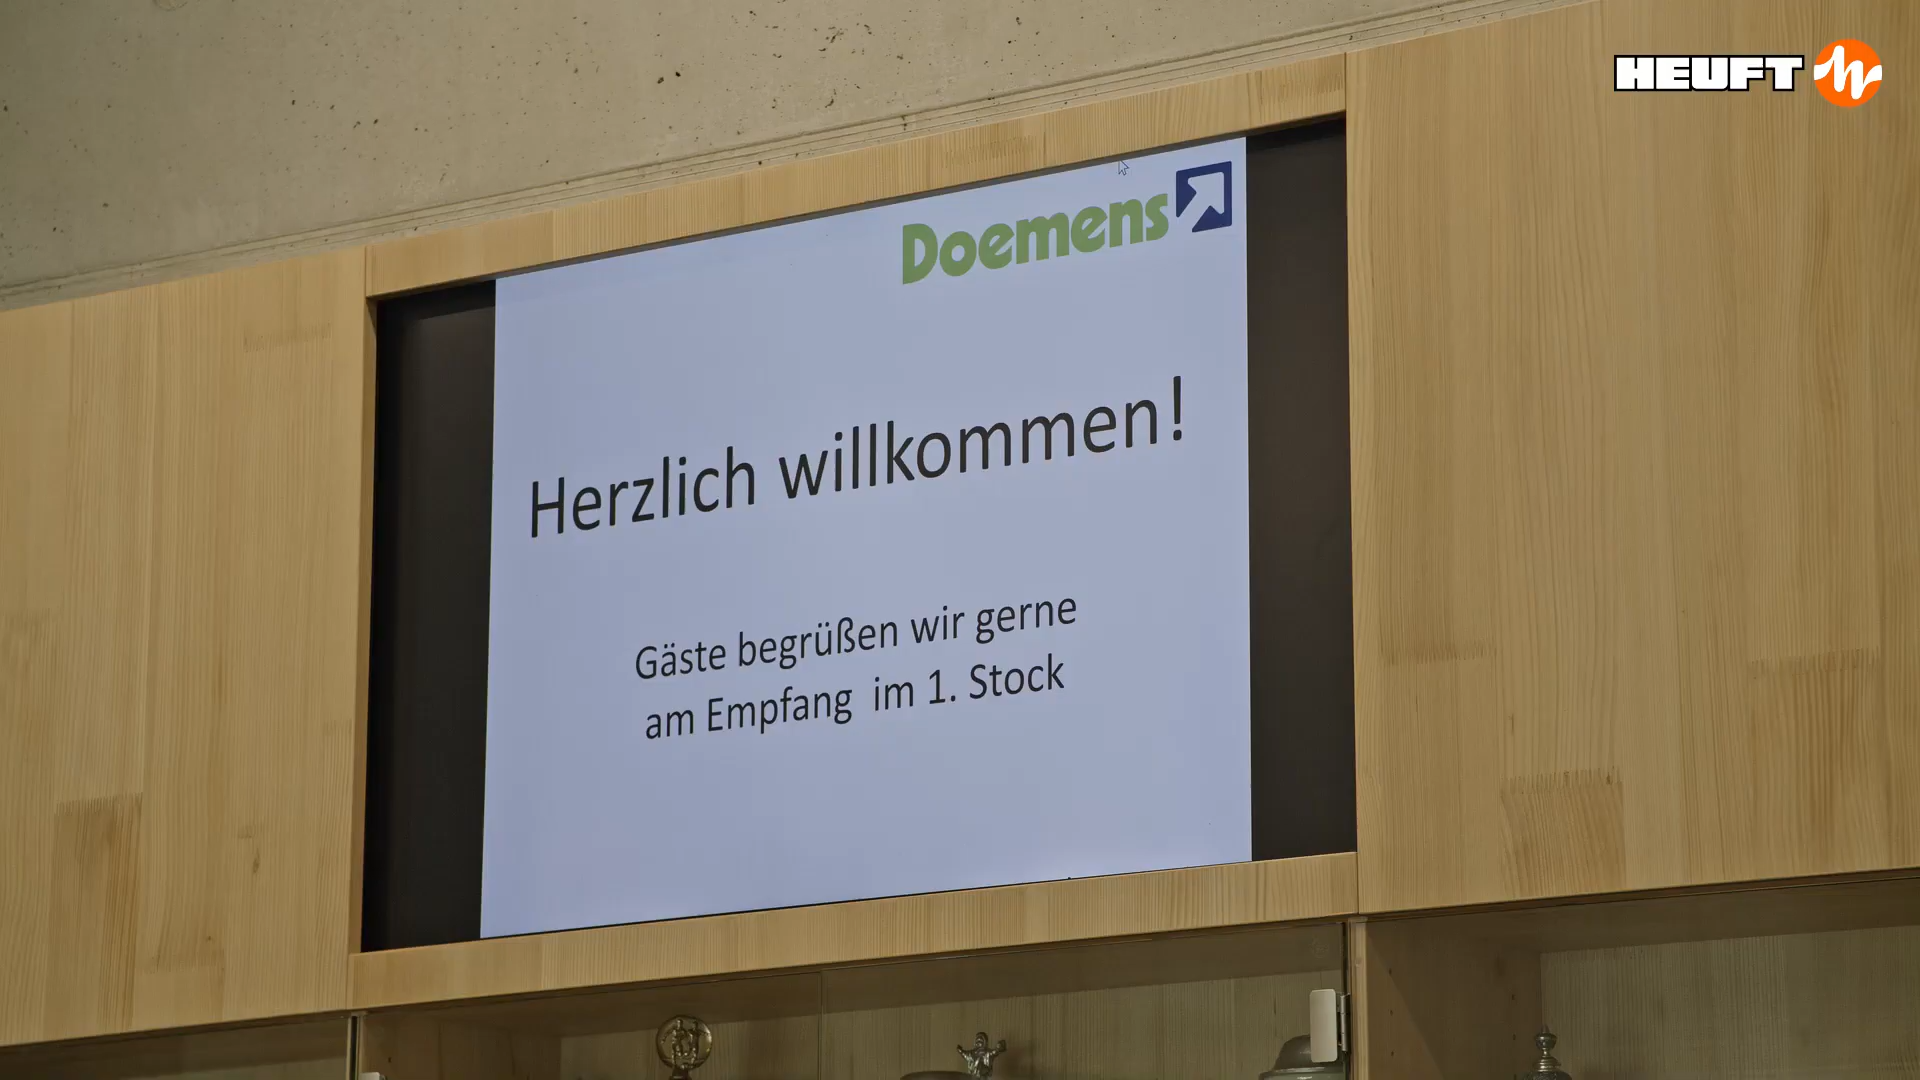 HEUFT
Doemens
Herzlich willkommen!
Gäste begrüßen wir gerne
am Empfang im 1. Stock